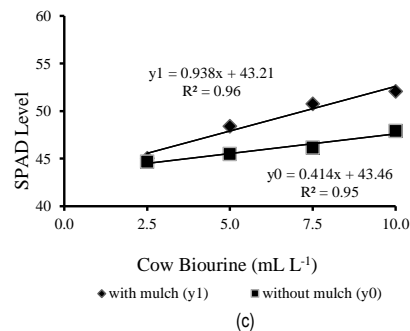 60
55
50
45
40
SPAD Level
y1 = 0.938x + 43.21
R² = 0.96
y0 = 0.414x + 43.46
R² = 0.95
0.0 2.5 5.0 7.5 10.0
Cow Biourine (mL L⁻¹)
with mulch (y1) without mulch (y0)
(c)